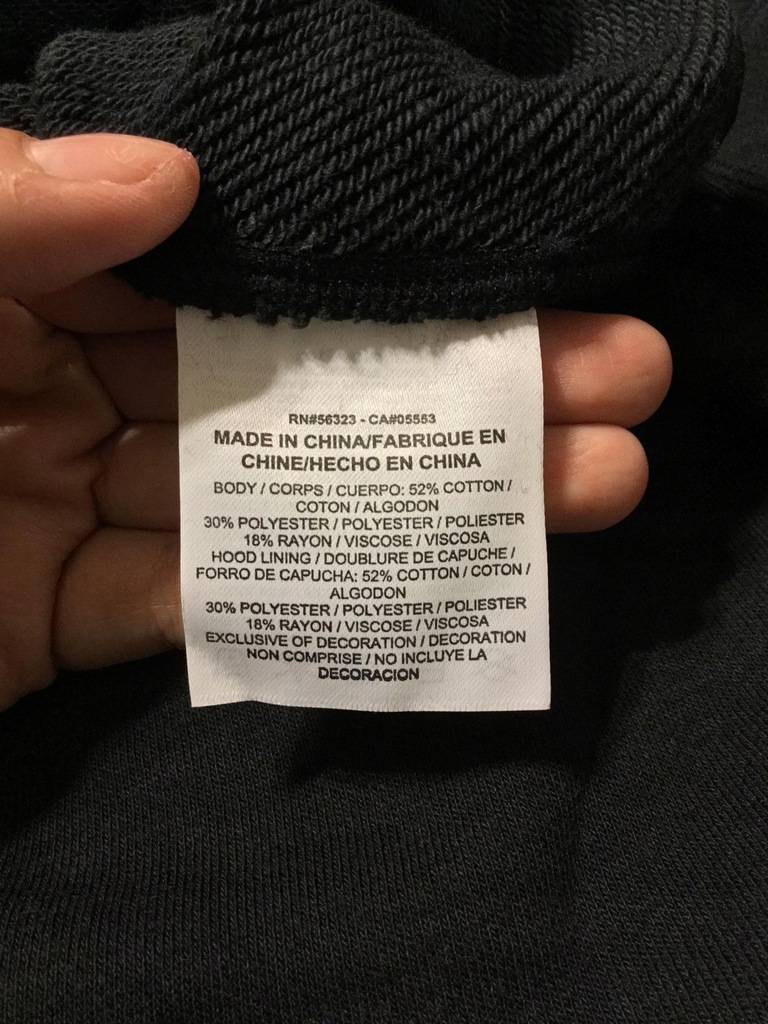 RN#56323 - CA#05553
MADE IN CHINA/FABRIQUE EN
CHINE/HECHO EN CHINA
BODY / CORPS / CUERPO: 52% COTTON /
COTON / ALGODON
30% POLYESTER / POLYESTER / POLIESTER
18% RAYON / VISCOSE / VISCOSA
HOOD LINING / DOUBLURE DE CAPUCHE /
FORRO DE CAPUCHA: 52% COTTON / COTON /
ALGODON
30% POLYESTER / POLYESTER / POLIESTER
18% RAYON / VISCOSE / VISCOSA
EXCLUSIVE OF DECORATION / DECORATION
NON COMPRISE / NO INCLUYE LA
DECORACION